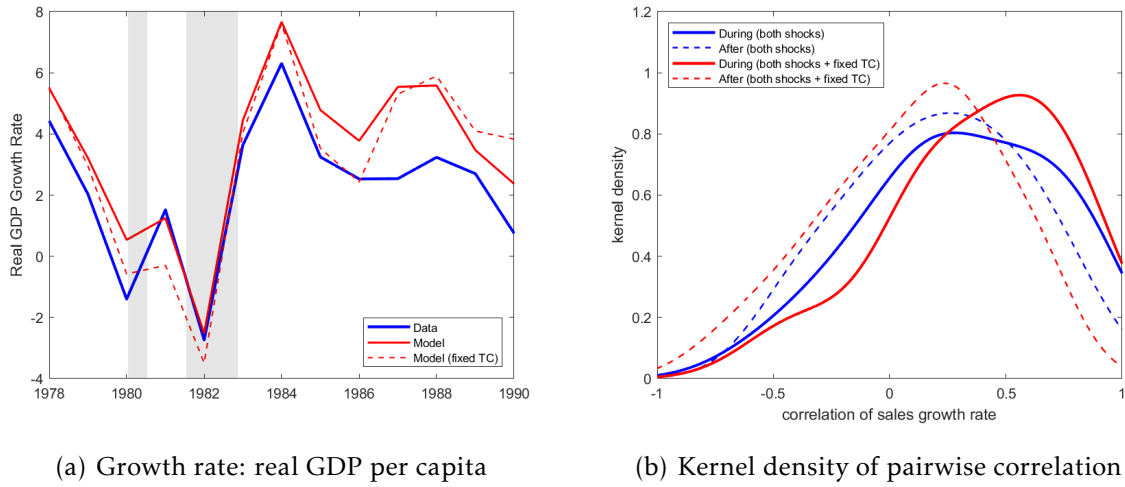 8
6
4
2
0
-2
-4
Real GDP Growth Rate
1978 1980 1982 1984 1986 1988 1990
Data
Model
Model (fixed TC)
(a) Growth rate: real GDP per capita
During (both shocks)
After (both shocks)
During (both shocks + fixed TC)
After (both shocks + fixed TC)
1.2
1
0.8
0.6
0.4
0.2
0
kernel density
-1 -0.5 0 0.5 1
correlation of sales growth rate
(b) Kernel density of pairwise correlation